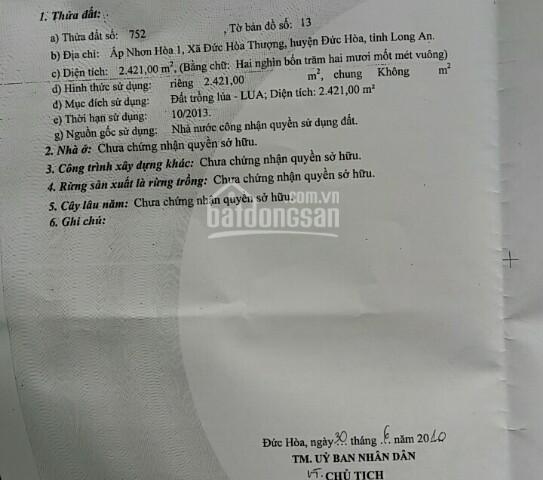 1. Thửa đất:
a) Thửa đất số: 752 , Tờ bản đồ số: 13
b) Địa chỉ: Ấp Nhơn Hòa 1, Xã Đức Hòa Thượng, huyện Đức Hòa, tỉnh Long An.
c) Diện tích: 2.421,00 m², (Bằng chữ: Hai nghìn bốn trăm hai mươi mốt mét vuông)
d) Hình thức sử dụng: riêng 2.421,00 m², chung Không m²
đ) Mục đích sử dụng: Đất trồng lúa - LUA; Diện tích: 2.421,00 m²
e) Thời hạn sử dụng: 10/2013.
g) Nguồn gốc sử dụng: Nhà nước công nhận quyền sử dụng đất.
2. Nhà ở: Chưa chứng nhận quyền sở hữu.
3. Công trình xây dựng khác: Chưa chứng nhận quyền sở hữu.
4. Rừng sản xuất là rừng trồng: Chưa chứng nhận quyền sở hữu.
5. Cây lâu năm: Chưa chứng nhận quyền sở hữu.
6. Ghi chú:
batdongsan.com.vn
Đức Hòa, ngày 30 tháng 6 năm 2010
TM. UỶ BAN NHÂN DÂN
VT. CHỦ TỊCH